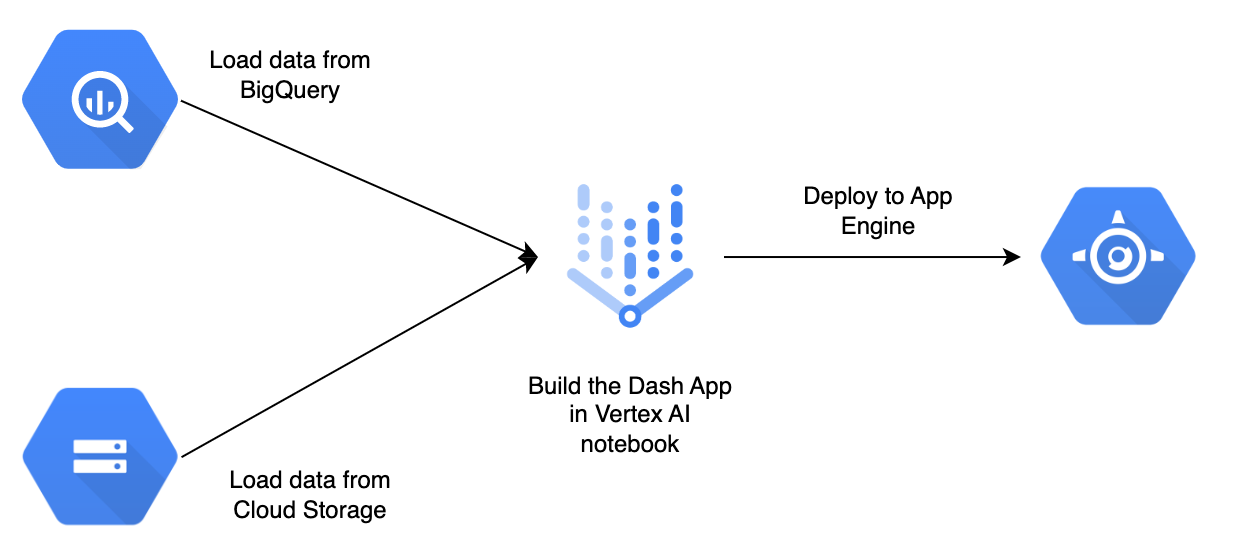 Load data from
BigQuery
Deploy to App
Engine
Build the Dash App
in Vertex AI
notebook
Load data from
Cloud Storage